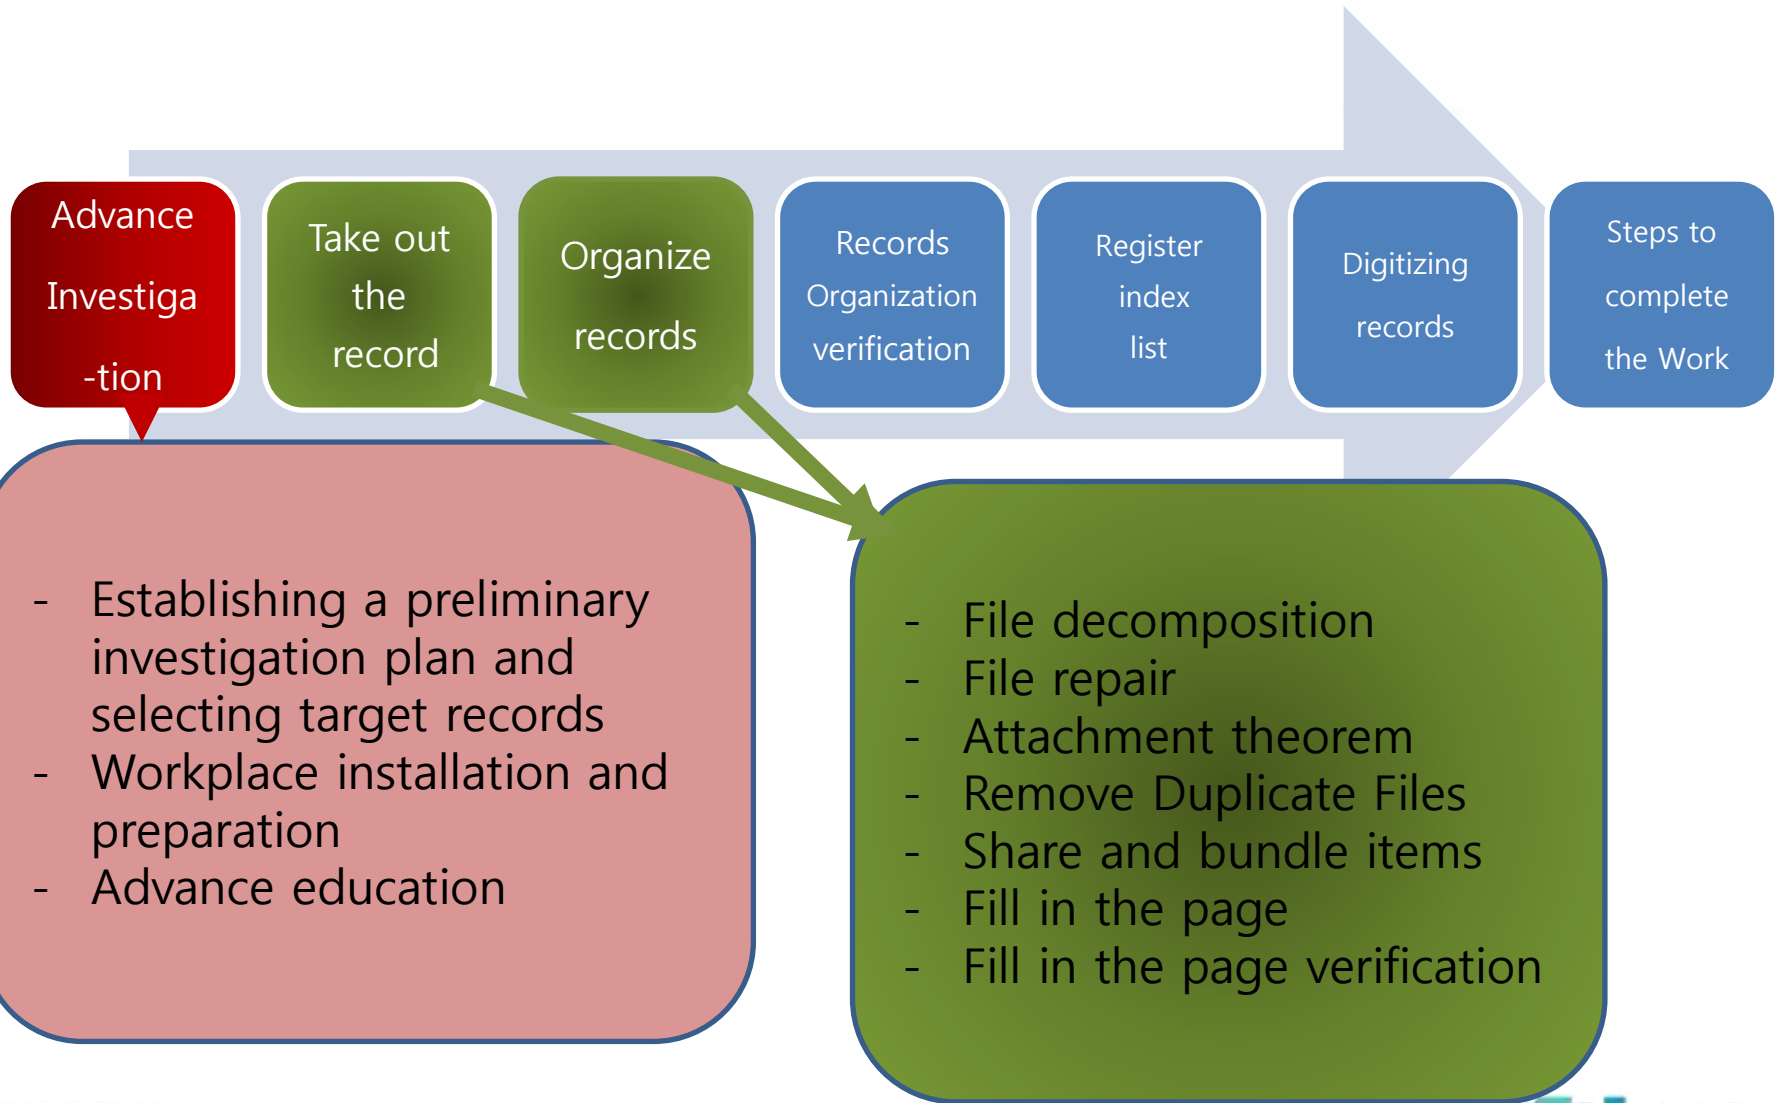 Advance
Investiga
-tion
Take out
the
record
Organize
records
Records
Organization
verification
Register
index
list
Digitizing
records
Steps to
complete
the Work
- Establishing a preliminary
investigation plan and
selecting target records
- Workplace installation and
preparation
- Advance education
- File decomposition
- File repair
- Attachment theorem
- Remove Duplicate Files
- Share and bundle items
- Fill in the page
- Fill in the page verification